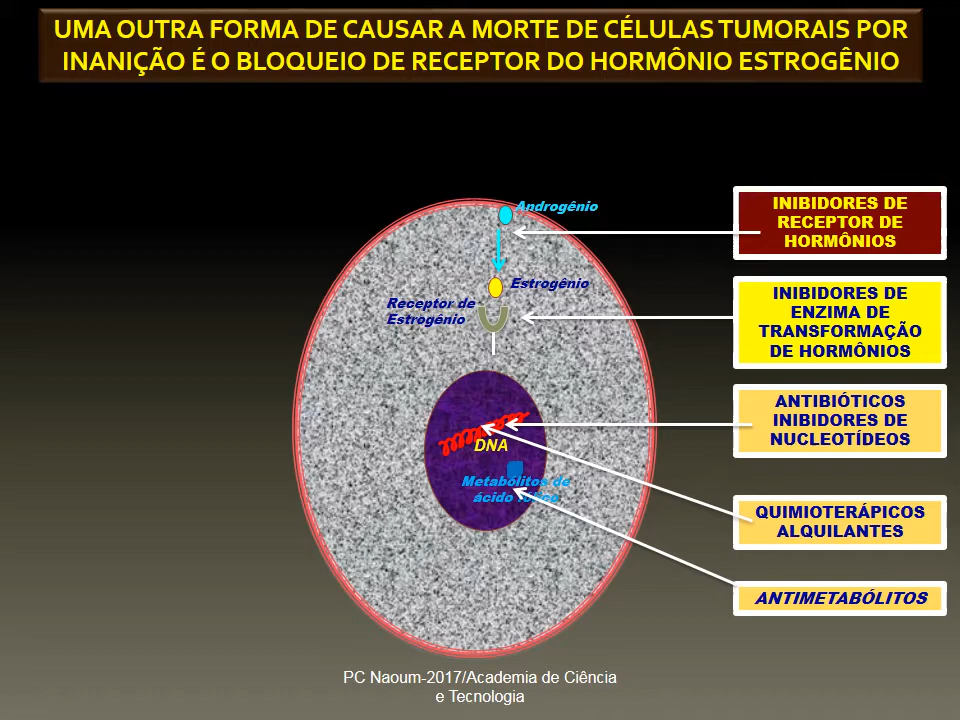 UMA OUTRA FORMA DE CAUSAR A MORTE DE CÉLULAS TUMORAIS POR
INANIÇÃO É O BLOQUEIO DE RECEPTOR DO HORMÔNIO ESTROGÊNIO
Androgênio
Estrogênio
Receptor de
Estrogênio
DNA
Metabólitos de
ácido
INIBIDORES DE
RECEPTOR DE
HORMÔNIOS
INIBIDORES DE
ENZIMA DE
TRANSFORMAÇÃO
DE HORMÔNIOS
ANTIBIÓTICOS
INIBIDORES DE
NUCLEOTÍDEOS
QUIMIOTERÁPICOS
ALQUILANTES
ANTIMETABÓLITOS
PC Naoum-2017/Academia de Ciência
e Tecnologia